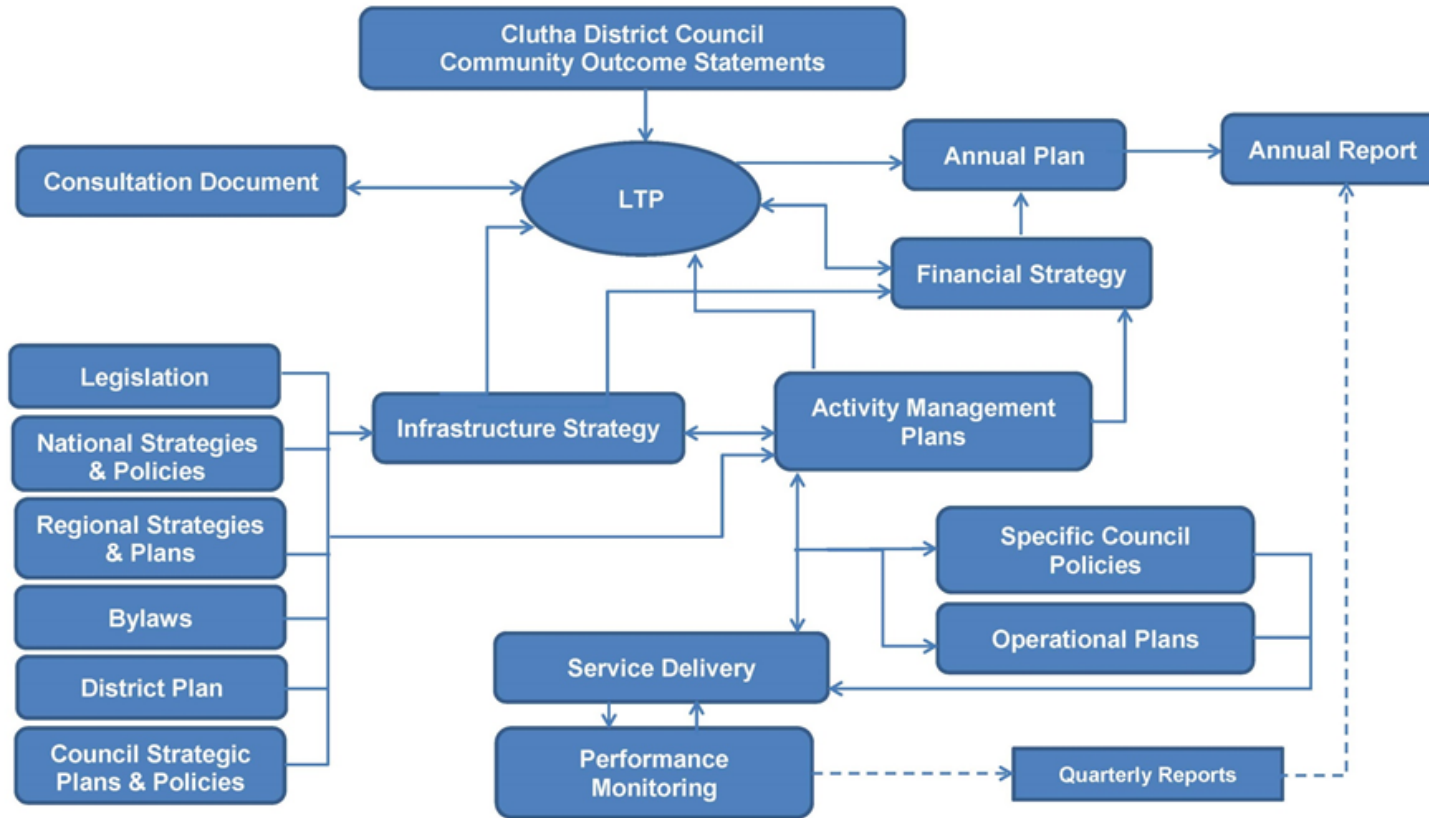 Clutha District Council
Community Outcome Statements
Annual Plan
Annual Report
Consultation Document
LTP
Financial Strategy
Legislation
Infrastructure Strategy
Activity Management
Plans
National Strategies
& Policies
Regional Strategies
& Plans
Specific Council
Policies
Bylaws
Operational Plans
Service Delivery
District Plan
Council Strategic
Plans & Policies
Performance
Monitoring
Quarterly Reports